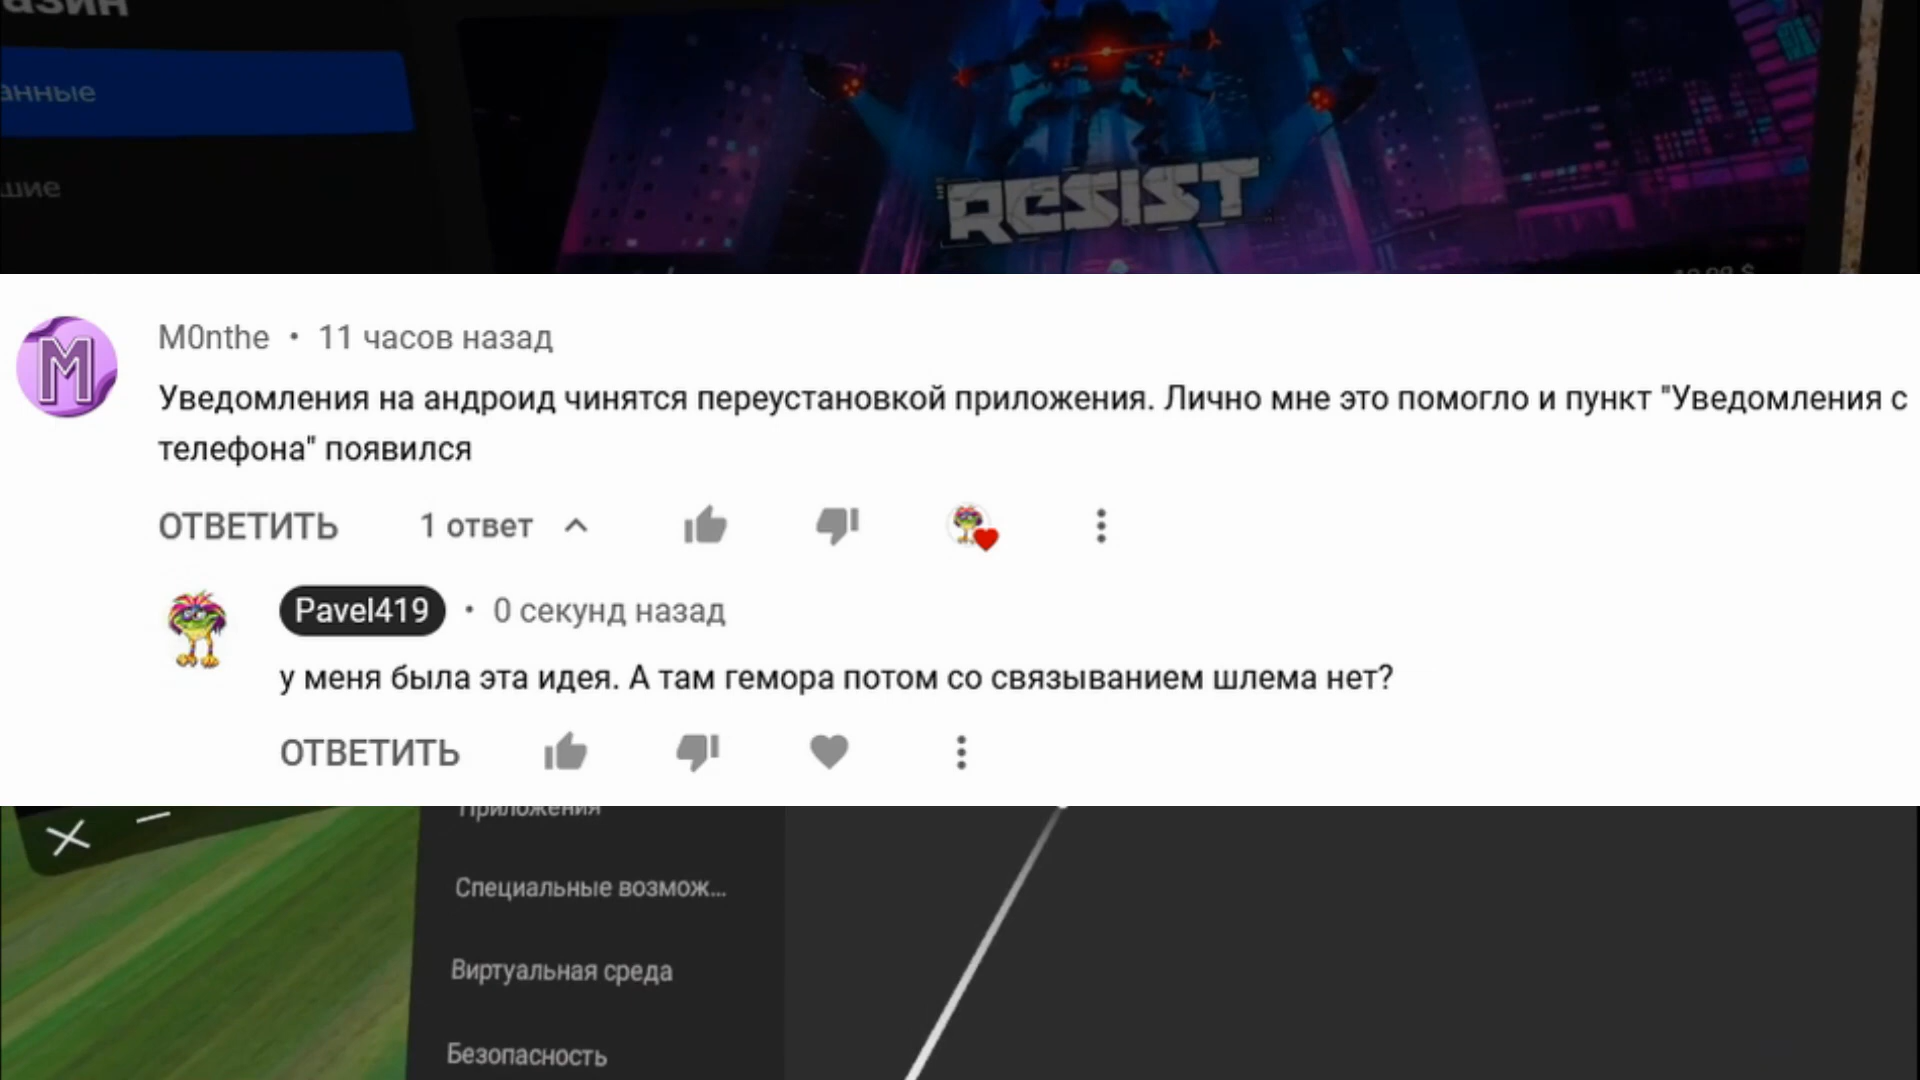 анные
шие
RESIST
M0nthe • 11 часов назад
Уведомления на андроид чинятся переустановкой приложения. Лично мне это помогло и пункт "Уведомления с
телефона" появился
ОТВЕТИТЬ 1 ответ
Pavel419 • 0 секунд назад
у меня была эта идея. А там гемора потом со связыванием шлема нет?
ОТВЕТИТЬ
Приложения
Специальные возмож...
Виртуальная среда
Безопасность